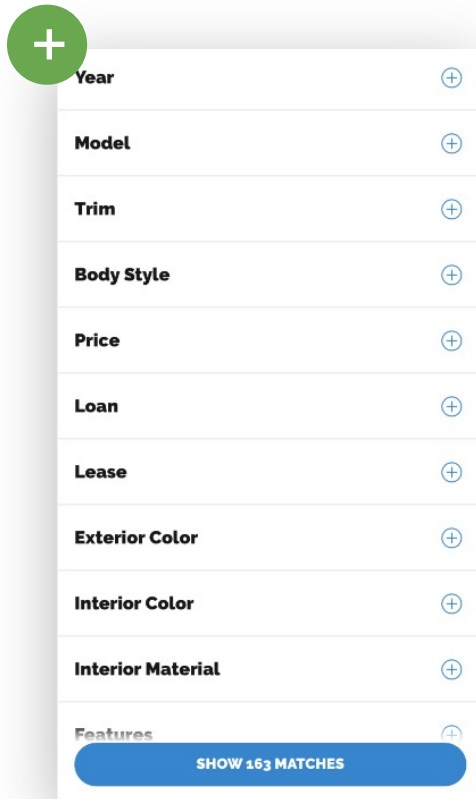 Year
Model
Trim
Body Style
Price
Loan
Lease
Exterior Color
Interior Color
Interior Material
Features
SHOW 163 MATCHES